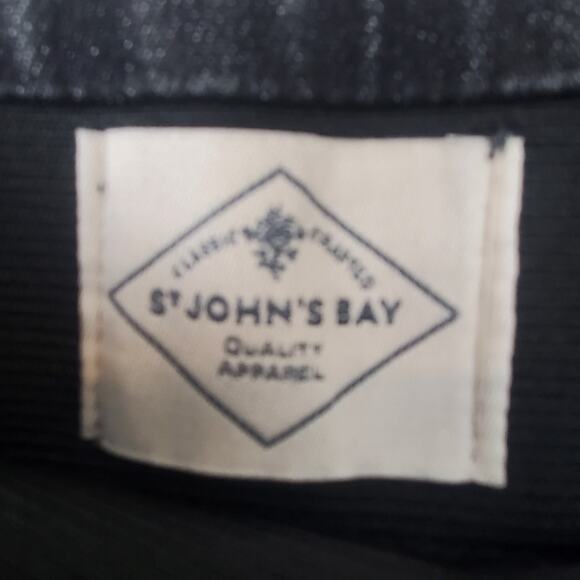 CLASSIC CRAFTED
ST JOHN'S BAY
QUALITY
APPAREL